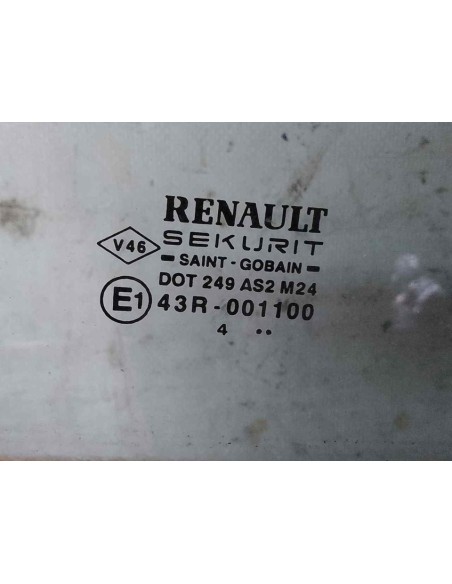 RENAULT
V46 SEKURIT
- SAINT - GOBAIN -
DOT 249 AS2 M24
E1 43R - 001100
4 ••